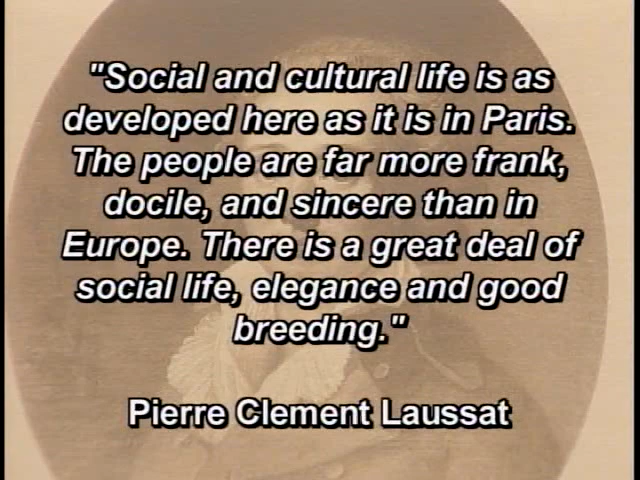 "Social and cultural life is as
developed here as it is in Paris.
The people are far more frank,
docile, and sincere than in
Europe. There is a great deal of
social life, elegance and good
breeding."
Pierre Clement Laussat